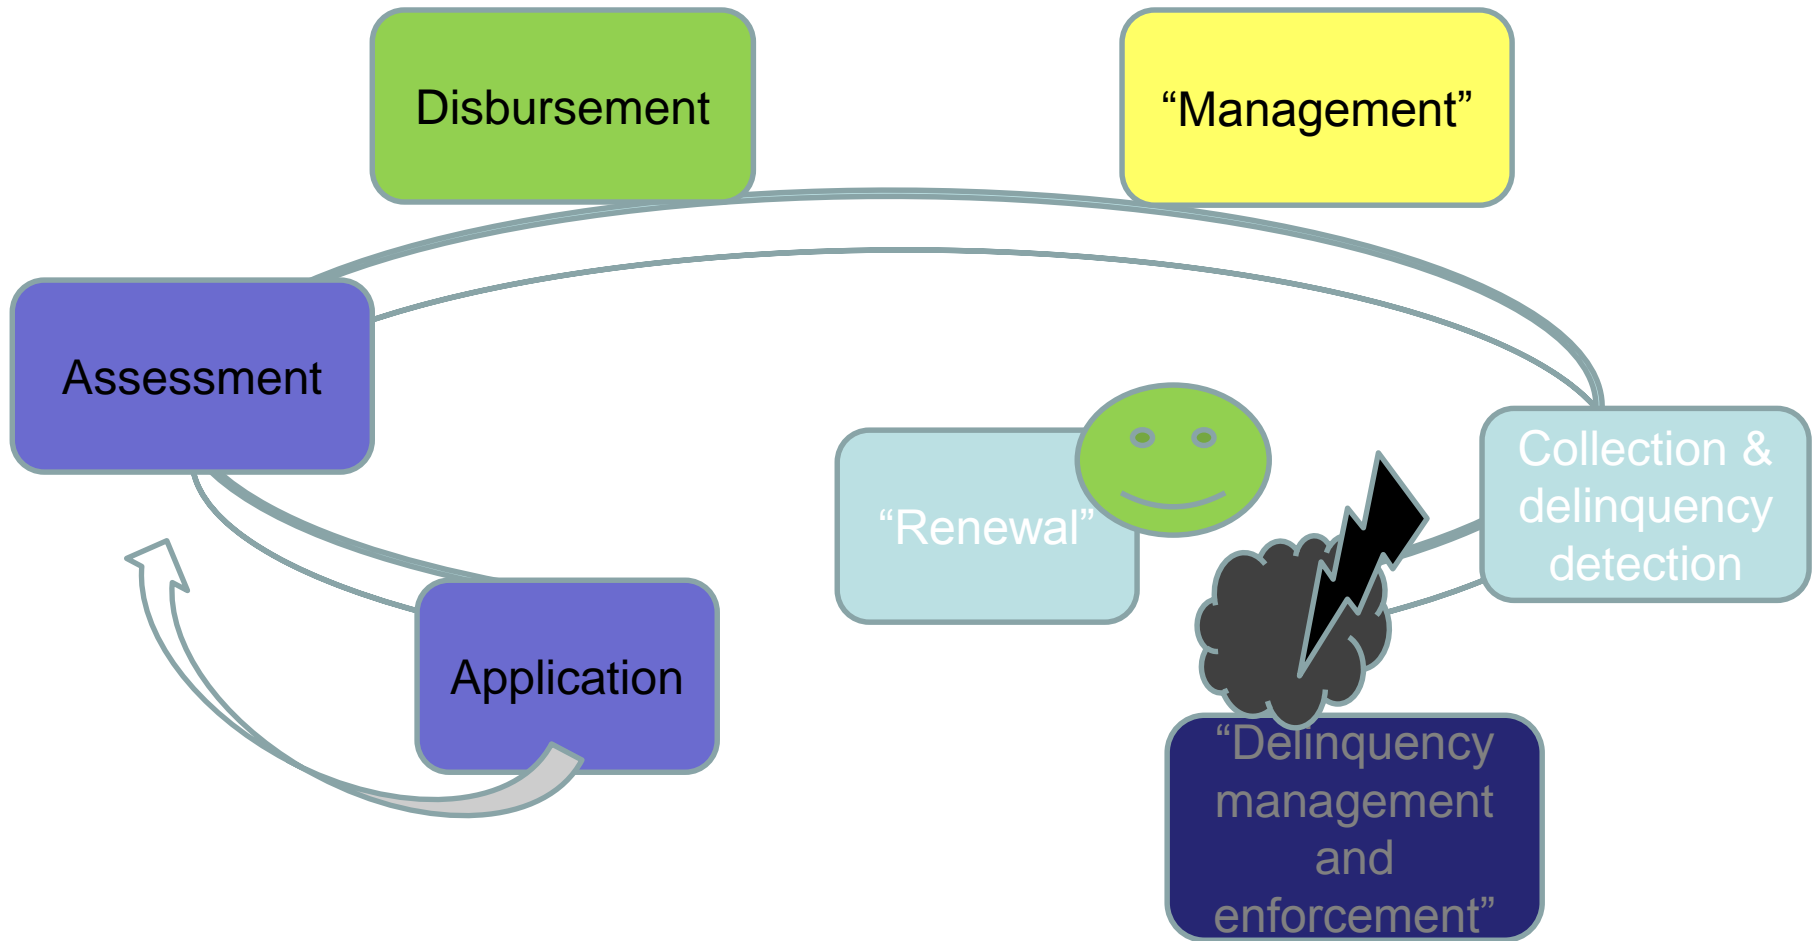 Disbursement
“Management”
Assessment
Collection &
delinquency
detection
“Renewal”
Application
“Delinquency
management
and
enforcement”